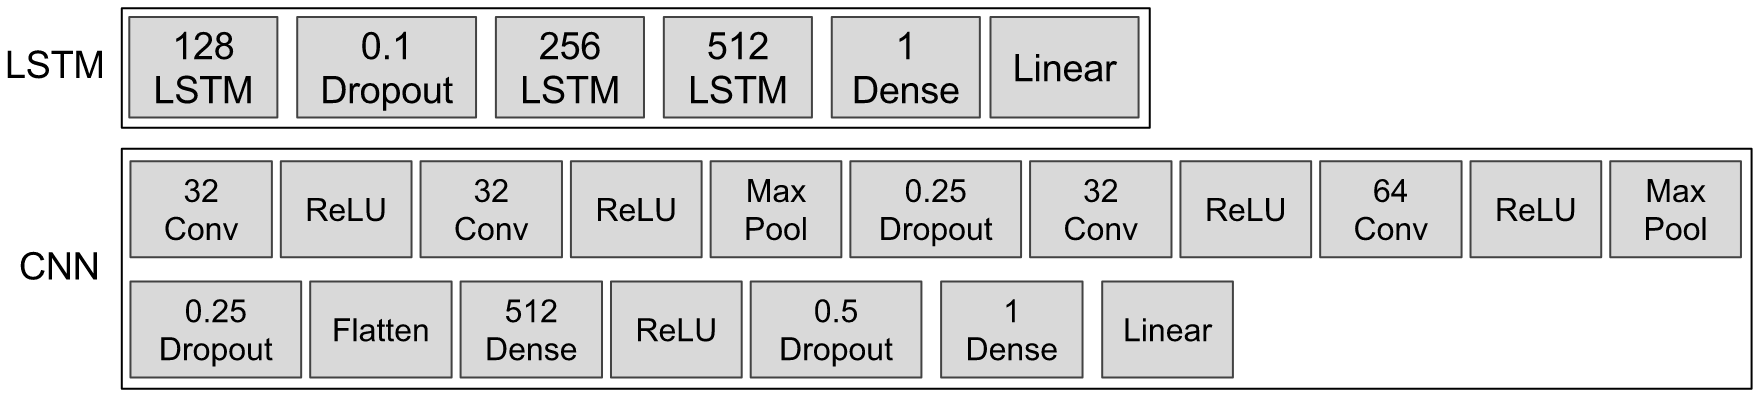 LSTM
128
LSTM
0.1
Dropout
256
LSTM
512
LSTM
1
Dense
Linear
CNN
32
Conv
ReLU
32
Conv
ReLU
Max
Pool
0.25
Dropout
32
Conv
ReLU
64
Conv
ReLU
Max
Pool
0.25
Dropout
Flatten
512
Dense
ReLU
0.5
Dropout
1
Dense
Linear